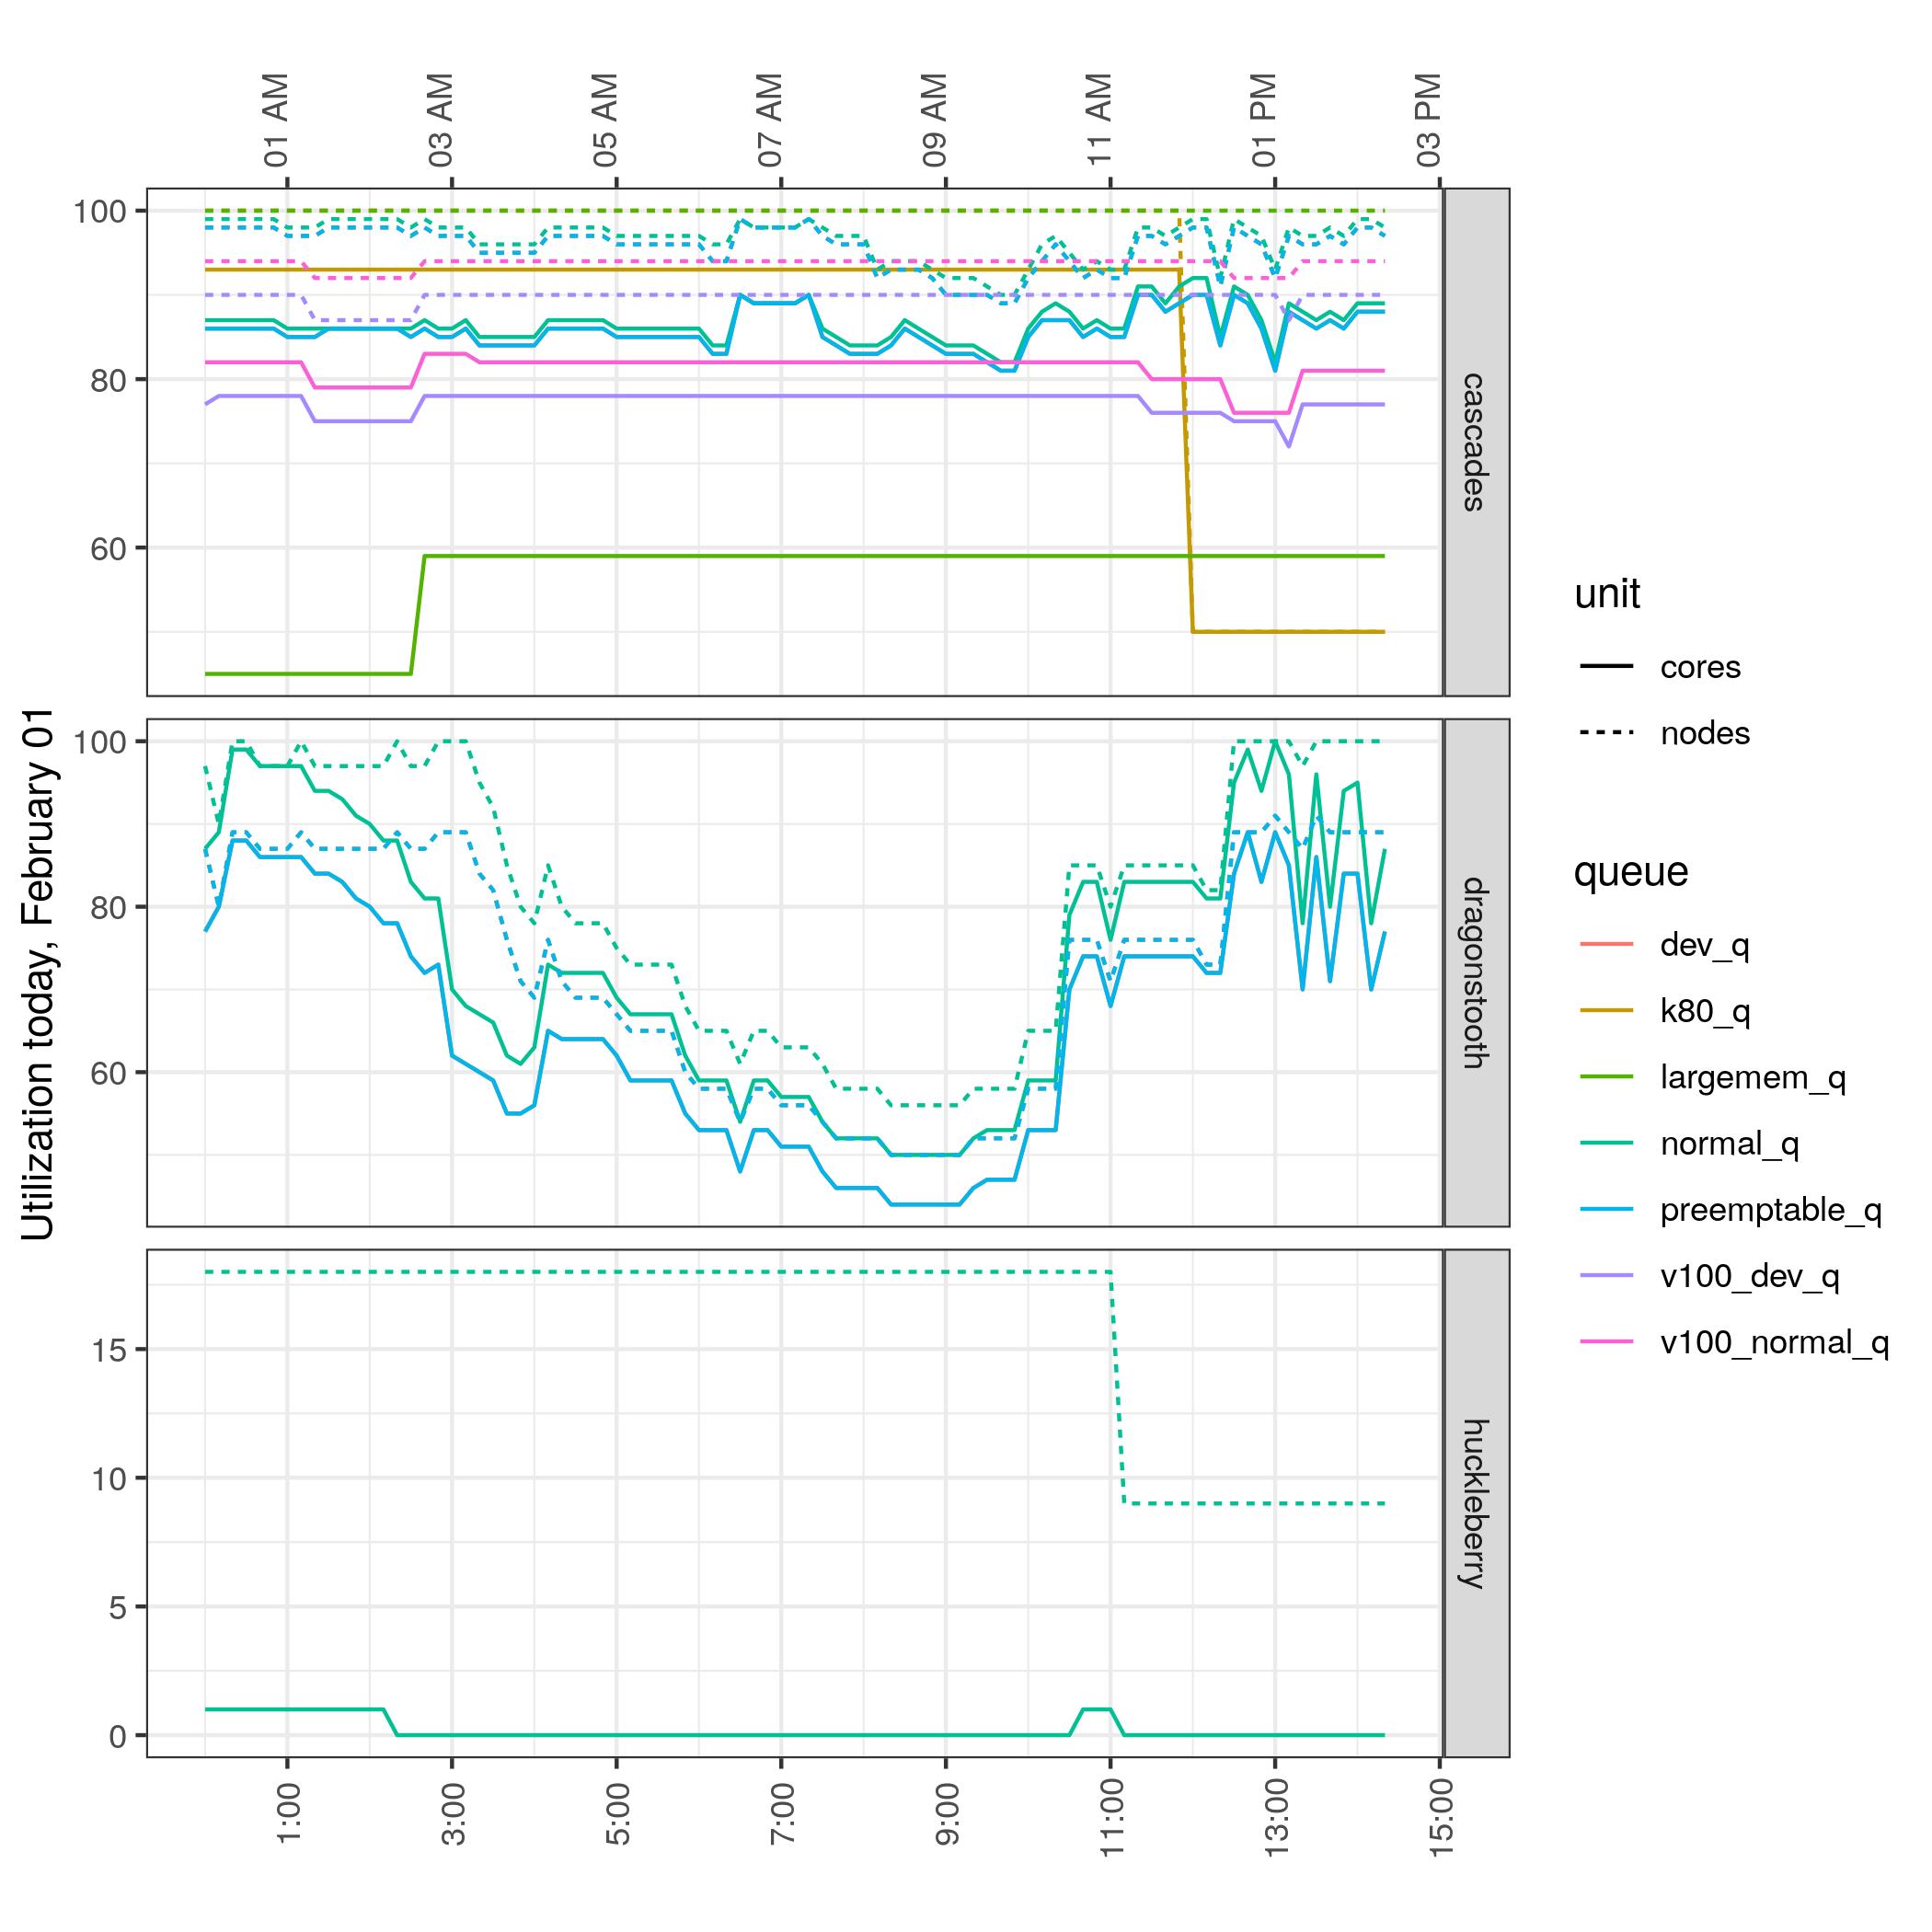 01 AM
03 AM
05 AM
07 AM
09 AM
11 AM
01 PM
03 PM
Utilization today, February 01
100
80
60
cascades
100
80
60
dragonstooth
15
10
5
0
huckleberry
1:00
3:00
5:00
7:00
9:00
11:00
13:00
15:00
unit
cores
nodes
queue
dev_q
k80_q
largemem_q
normal_q
preemptable_q
v100_dev_q
v100_normal_q